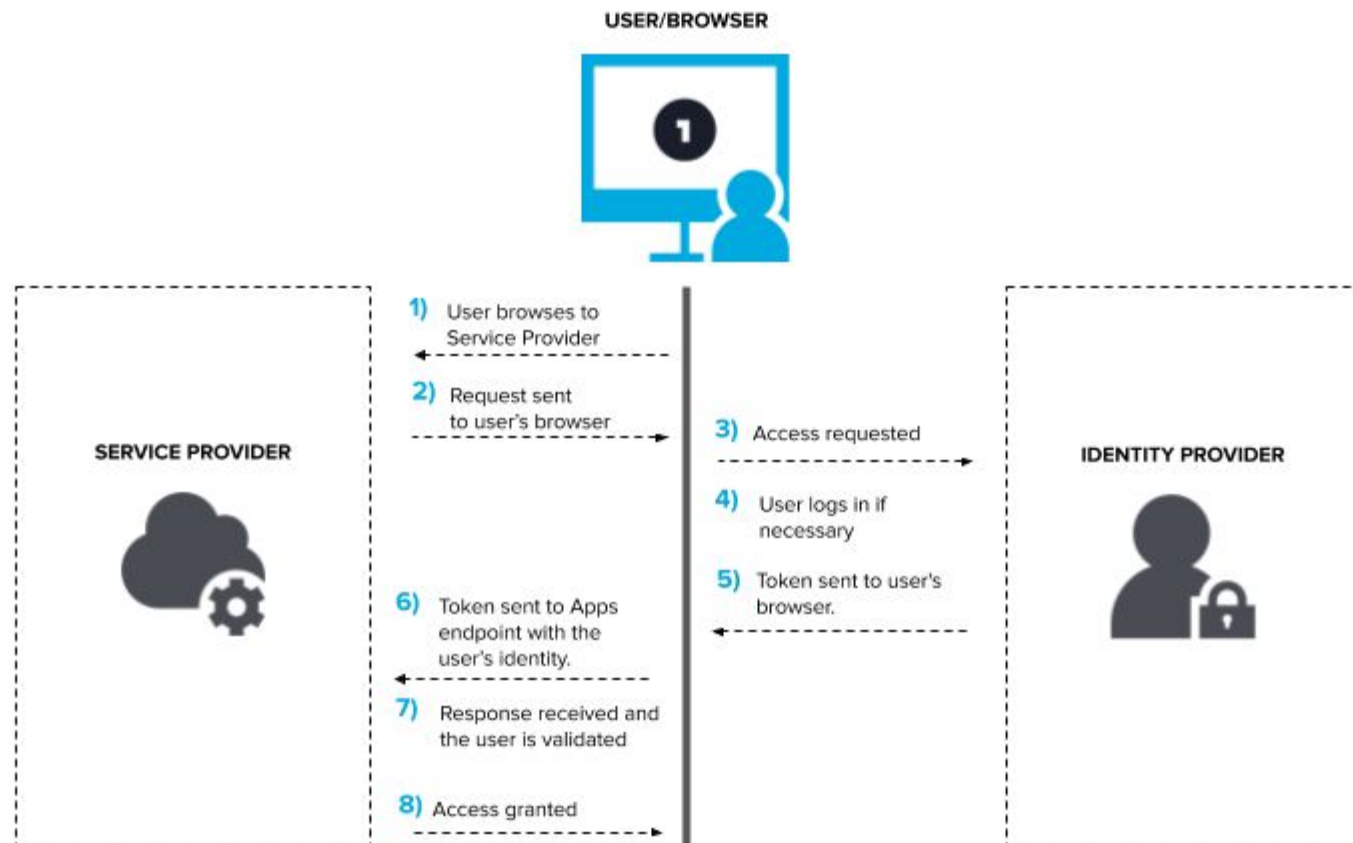 USER/BROWSER
1
1) User browses to
Service Provider
2) Request sent
to user's browser
3) Access requested
SERVICE PROVIDER
IDENTITY PROVIDER
4) User logs in if
necessary
5) Token sent to user's
browser.
6) Token sent to Apps
endpoint with the
user's identity.
7) Response received and
the user is validated
8) Access granted